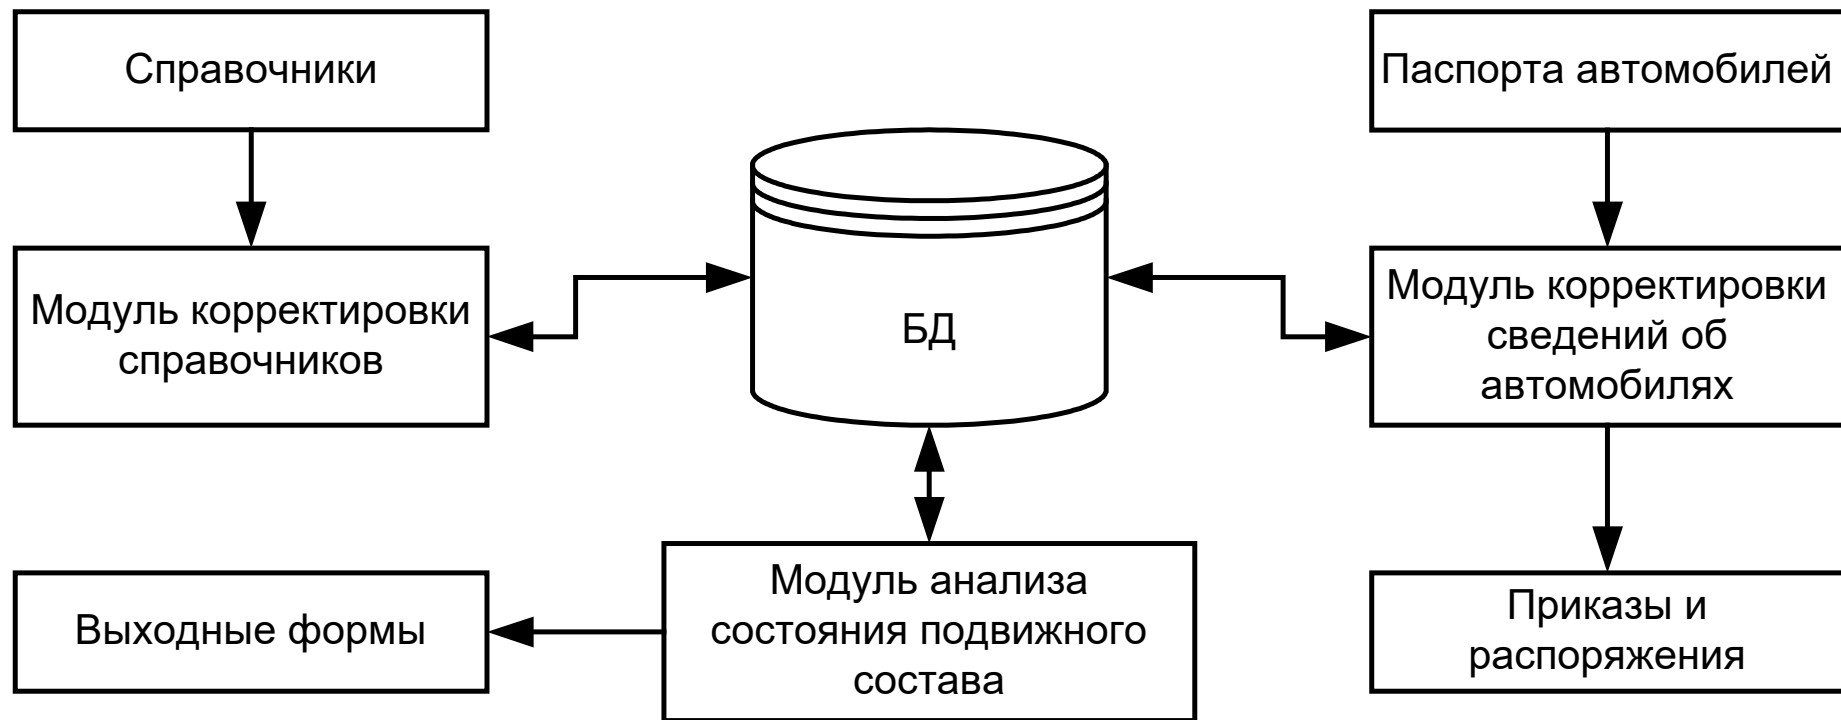 Справочники
Паспорта автомобилей
Модуль корректировки
справочников
БД
Модуль корректировки
сведений об
автомобилях
Выходные формы
Модуль анализа
состояния подвижного
состава
Приказы и
распоряжения